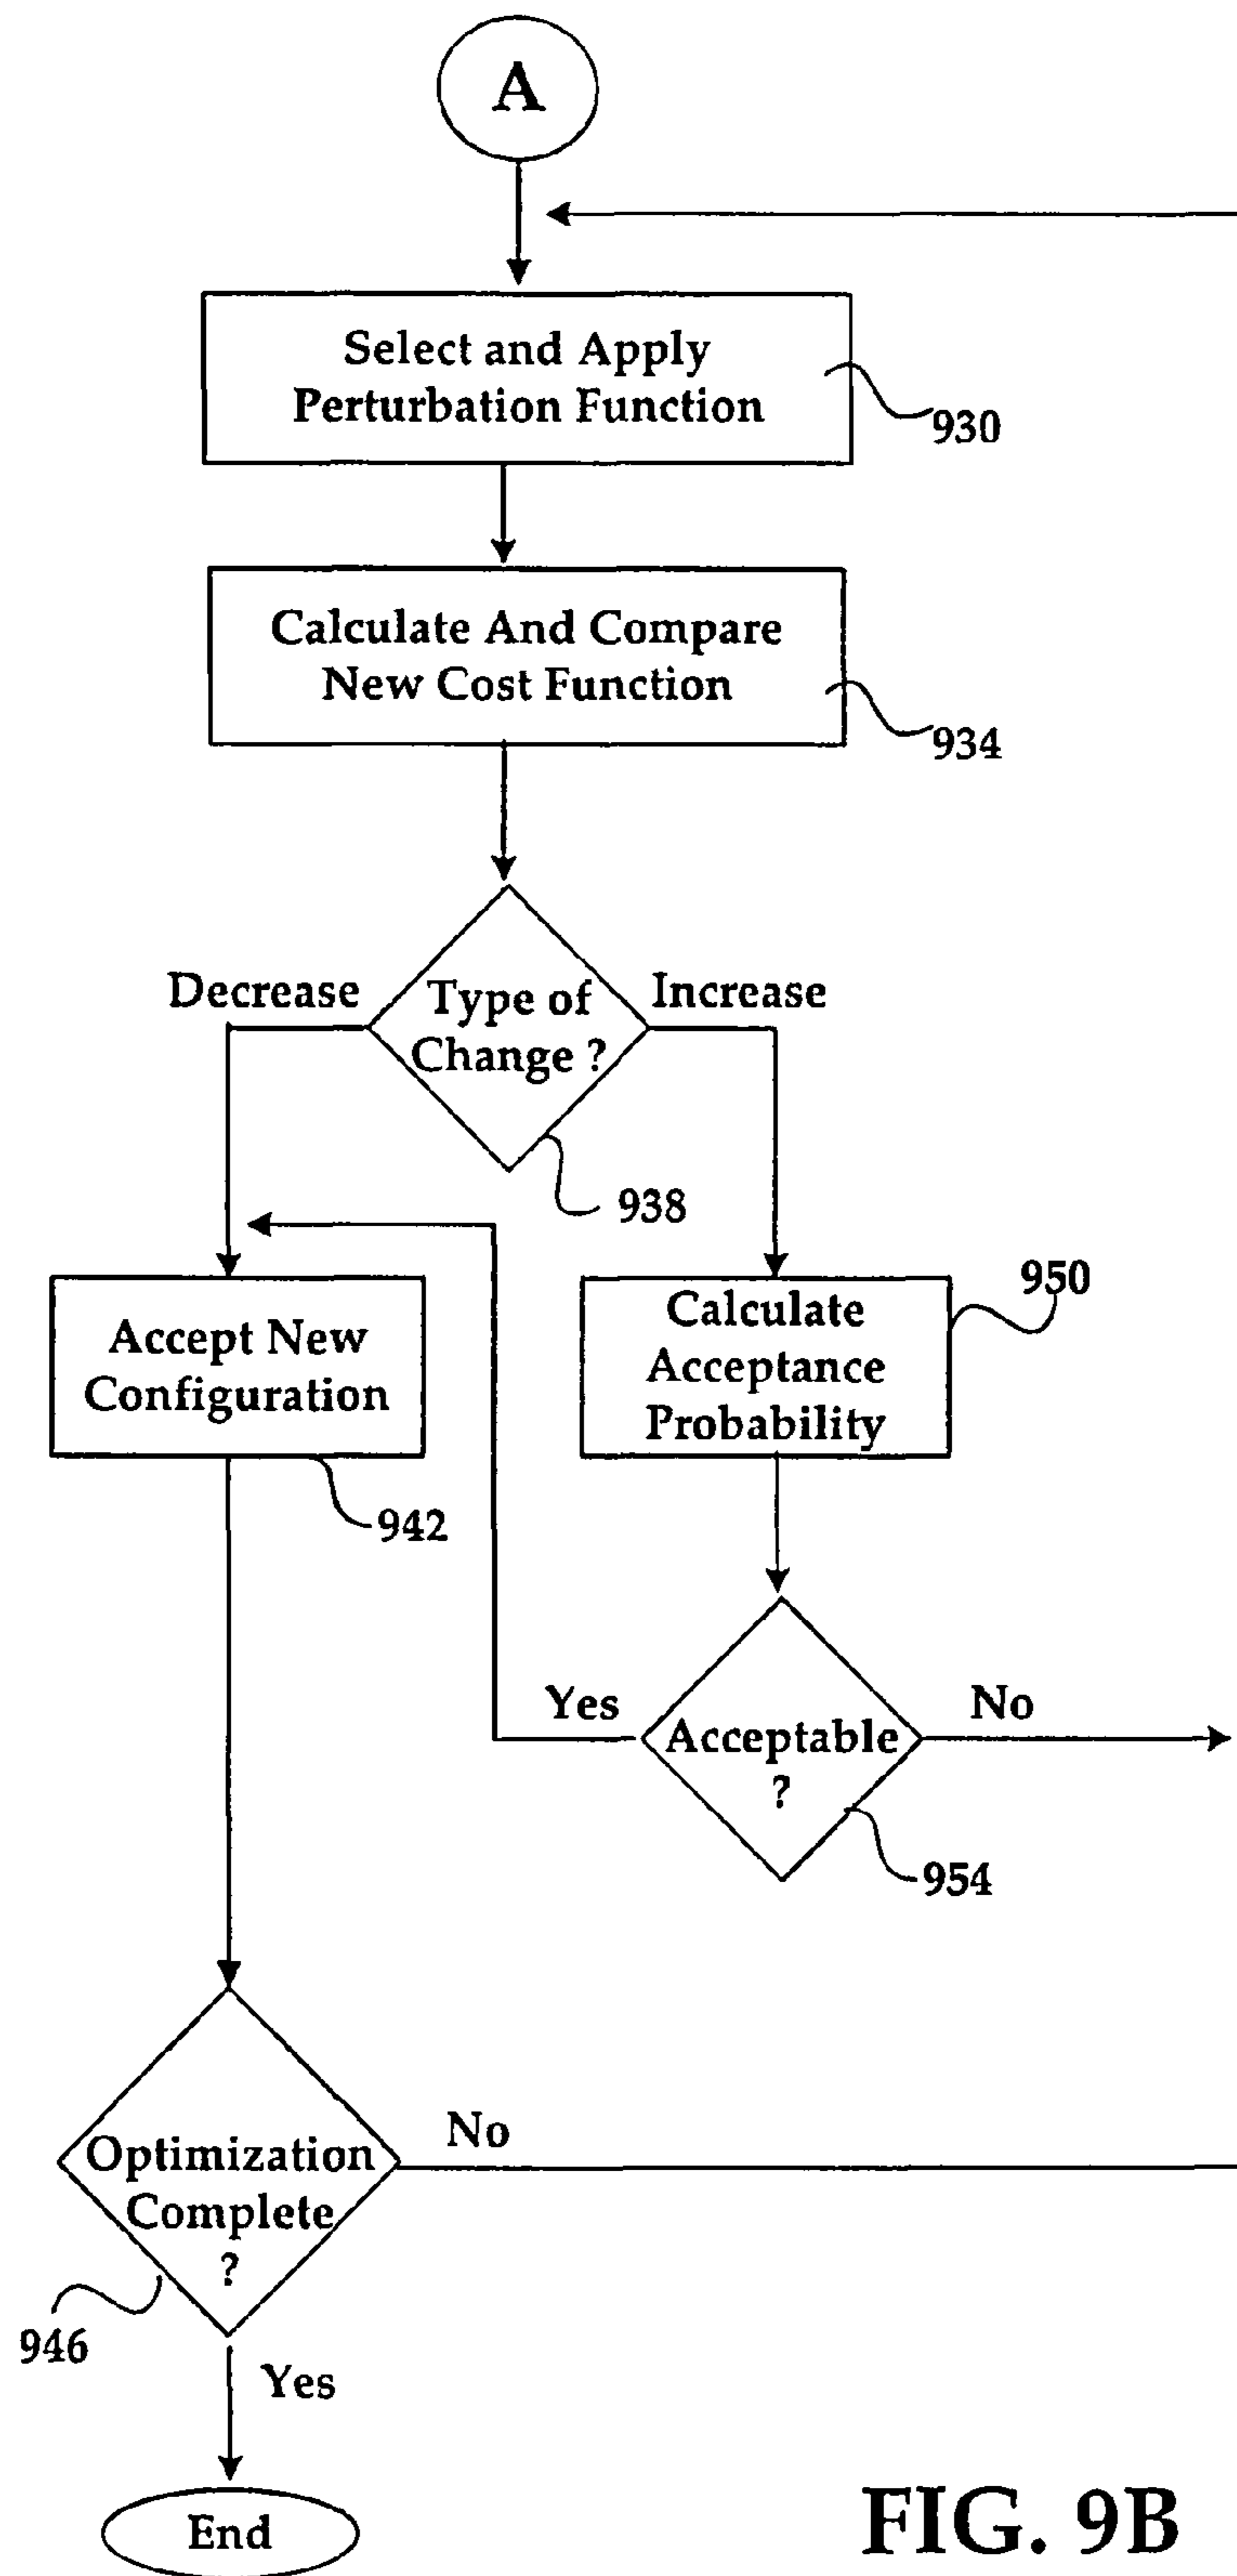 A
Select and Apply
Perturbation Function
930
Calculate And Compare
New Cost Function
934
Decrease
Type of
Change ?
Increase
938
Accept New
Configuration
942
Calculate
Acceptance
Probability
950
Yes
Acceptable
?
No
954
Optimization
Complete
?
No
946
Yes
End
FIG. 9B